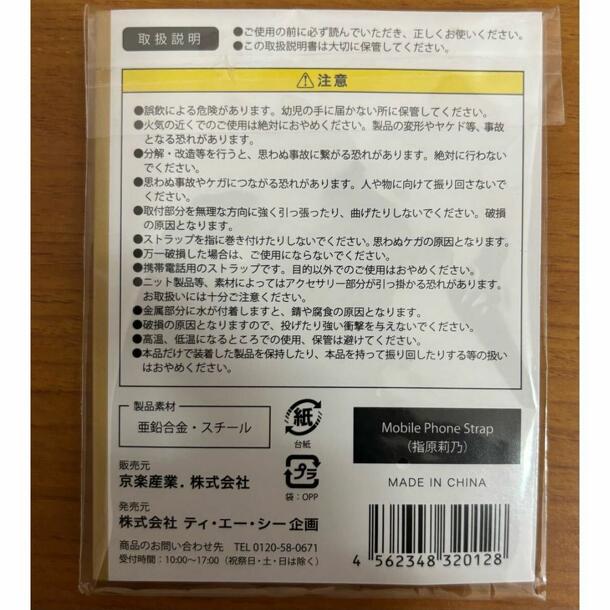 取扱説明
●ご使用の前に必ず読んでいただき、正しくお使いください。
●この取扱説明書は大切に保管してください。
⚠注意
●誤飲による危険があります。幼児の手に届かない所に保管してください。
●火気の近くでのご使用は絶対におやめください。製品の変形やヤケド等、事故
となる恐れがあります。
●分解・改造等を行うと、思わぬ事故に繋がる恐れがあります。絶対に行わない
でください。
●思わぬ事故やケガにつながる恐れがあります。人や物に向けて振り回さないで
ください。
●取付部分を無理な方向に強く引っ張ったり、曲げたりしないでください。破損
の原因となります。
●ストラップを指に巻き付けたりしないでください。思わぬケガの原因となります。
●万一破損した場合は、ご使用にならないでください。
●携帯電話用のストラップです。目的以外でのご使用はおやめください。
●ニット製品等、素材によってはアクセサリー部分が引っ掛かる恐れがあります。
お取扱いには十分ご注意ください。
●金属部分に水が付着しますと、錆や腐食の原因となります。
●破損の原因となりますので、投げたり強い衝撃を与えないでください。
●高温、低温になるところでの使用、保管は避けてください。
●本品だけで装着した製品を保持したり、本品を持って振り回したりする等の扱い
はおやめください。
製品素材
亜鉛合金・スチール
紙
台紙
プラ
袋：OPP
Mobile Phone Strap
（指原莉乃）
MADE IN CHINA
販売元
京楽産業．株式会社
発売元
株式会社 ティ・エー・シー企画
商品のお問い合わせ先 TEL 0120-58-0671
受付時間：10:00～17:00（祝祭日・土・日は除く）
4 562348 320128